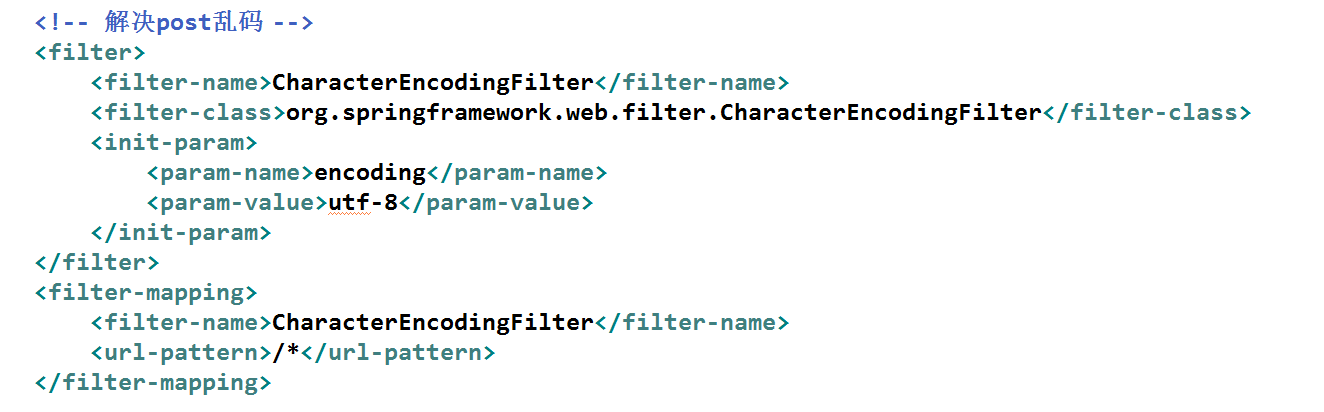 <!-- 解决post乱码 -->
<filter>
    <filter-name>CharacterEncodingFilter</filter-name>
    <filter-class>org.springframework.web.filter.CharacterEncodingFilter</filter-class>
    <init-param>
        <param-name>encoding</param-name>
        <param-value>utf-8</param-value>
    </init-param>
</filter>
<filter-mapping>
    <filter-name>CharacterEncodingFilter</filter-name>
    <url-pattern>/*</url-pattern>
</filter-mapping>